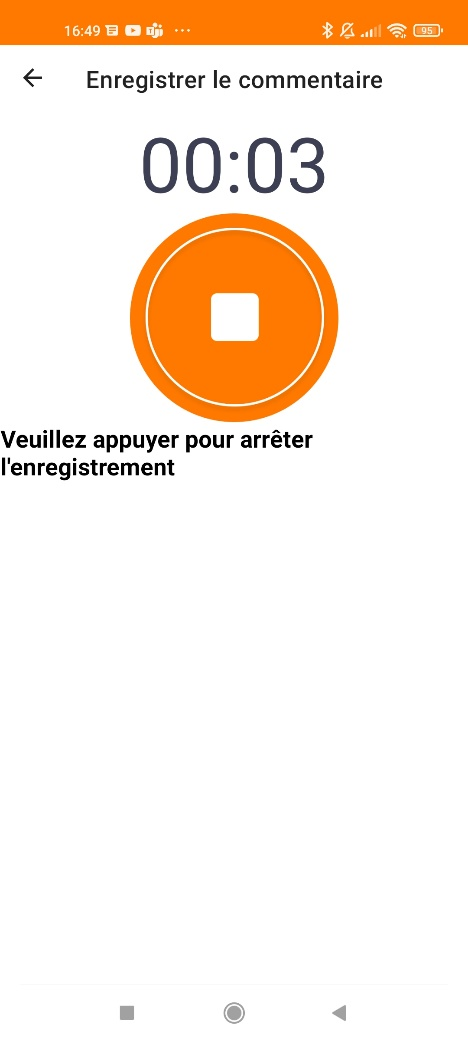 16:49
95
Enregistrer le commentaire
00:03
Veuillez appuyer pour arrêter
l'enregistrement